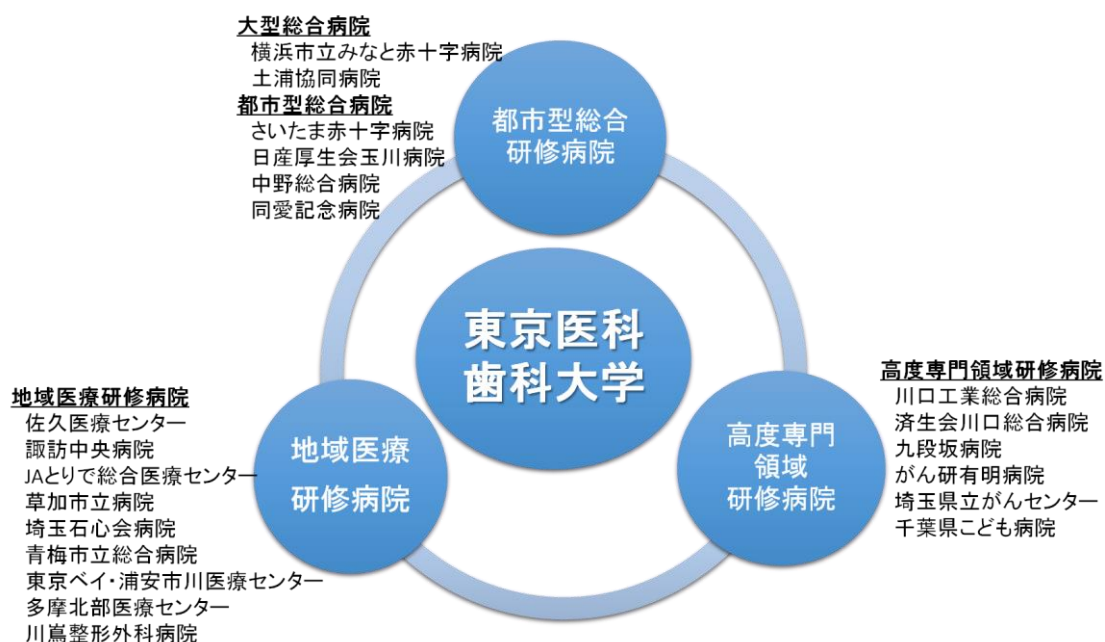 大型総合病院
横浜市立みなと赤十字病院
土浦協同病院
都市型総合病院
さいたま赤十字病院
日産厚生会玉川病院
中野総合病院
同愛記念病院
都市型総合
研修病院
東京医科
歯科大学
地域医療研修病院
佐久医療センター
諏訪中央病院
JAとりで総合医療センター
草加市立病院
埼玉石心会病院
青梅市立総合病院
東京ベイ・浦安市川医療センター
多摩北部医療センター
川嶌整形外科病院
地域医療
研修病院
高度専門
領域
研修病院
高度専門領域研修病院
川口工業総合病院
済生会川口総合病院
九段坂病院
がん研有明病院
埼玉県立がんセンター
千葉県こども病院